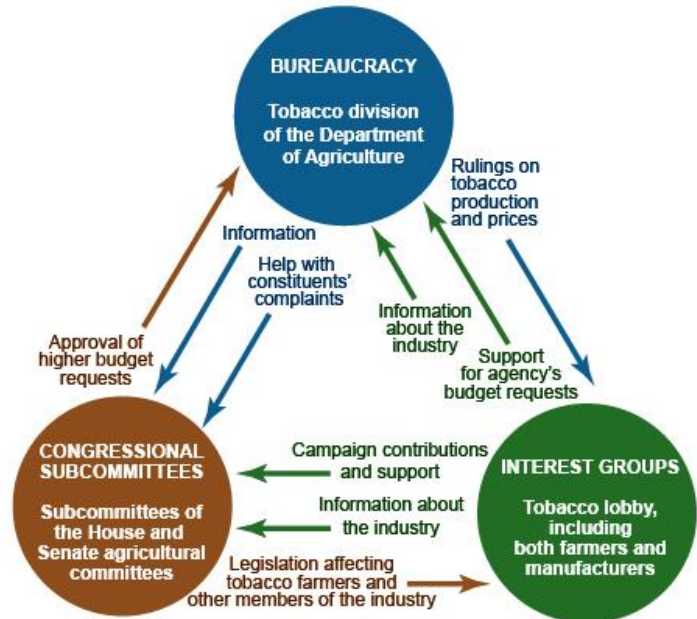 BUREAUCRACY
Tobacco division
of the Department
of Agriculture
Rulings on
tobacco
production
and prices
Information
Help with
constituents'
complaints
Information
about the
industry
Approval of
higher budget
requests
Support
for agency's
budget requests
CONGRESSIONAL
SUBCOMMITTEES
Subcommittees of
the House and
Senate agricultural
committees
Campaign contributions
and support
Information about
the industry
Legislation affecting
tobacco farmers and
other members of the industry
INTEREST GROUPS
Tobacco lobby,
including
both farmers and
manufacturers